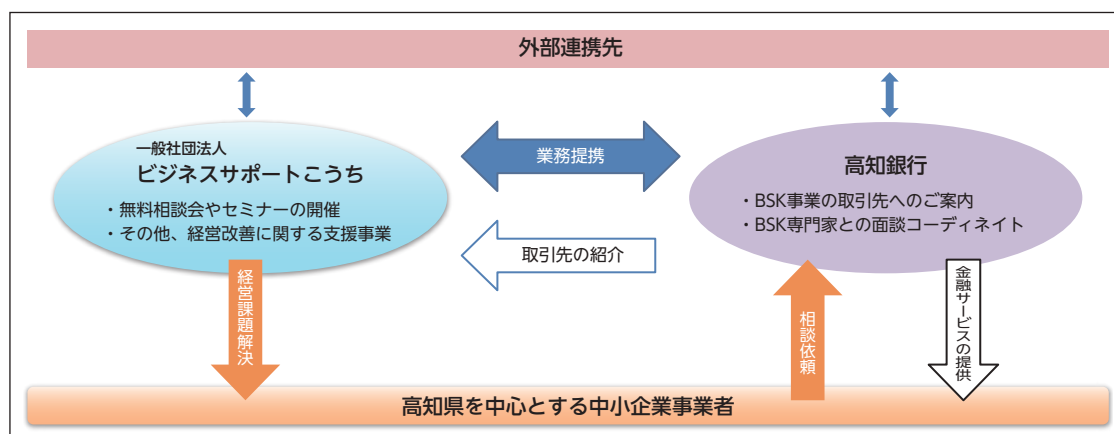 外部連携先
一般社団法人
ビジネスサポートこうち
・無料相談会やセミナーの開催
・その他、経営改善に関する支援事業
業務提携
取引先の紹介
高知銀行
・BSK事業の取引先へのご案内
・BSK専門家との面談コーディネイト
経営課題解決
相談依頼
金融サービスの提供
高知県を中心とする中小企業事業者